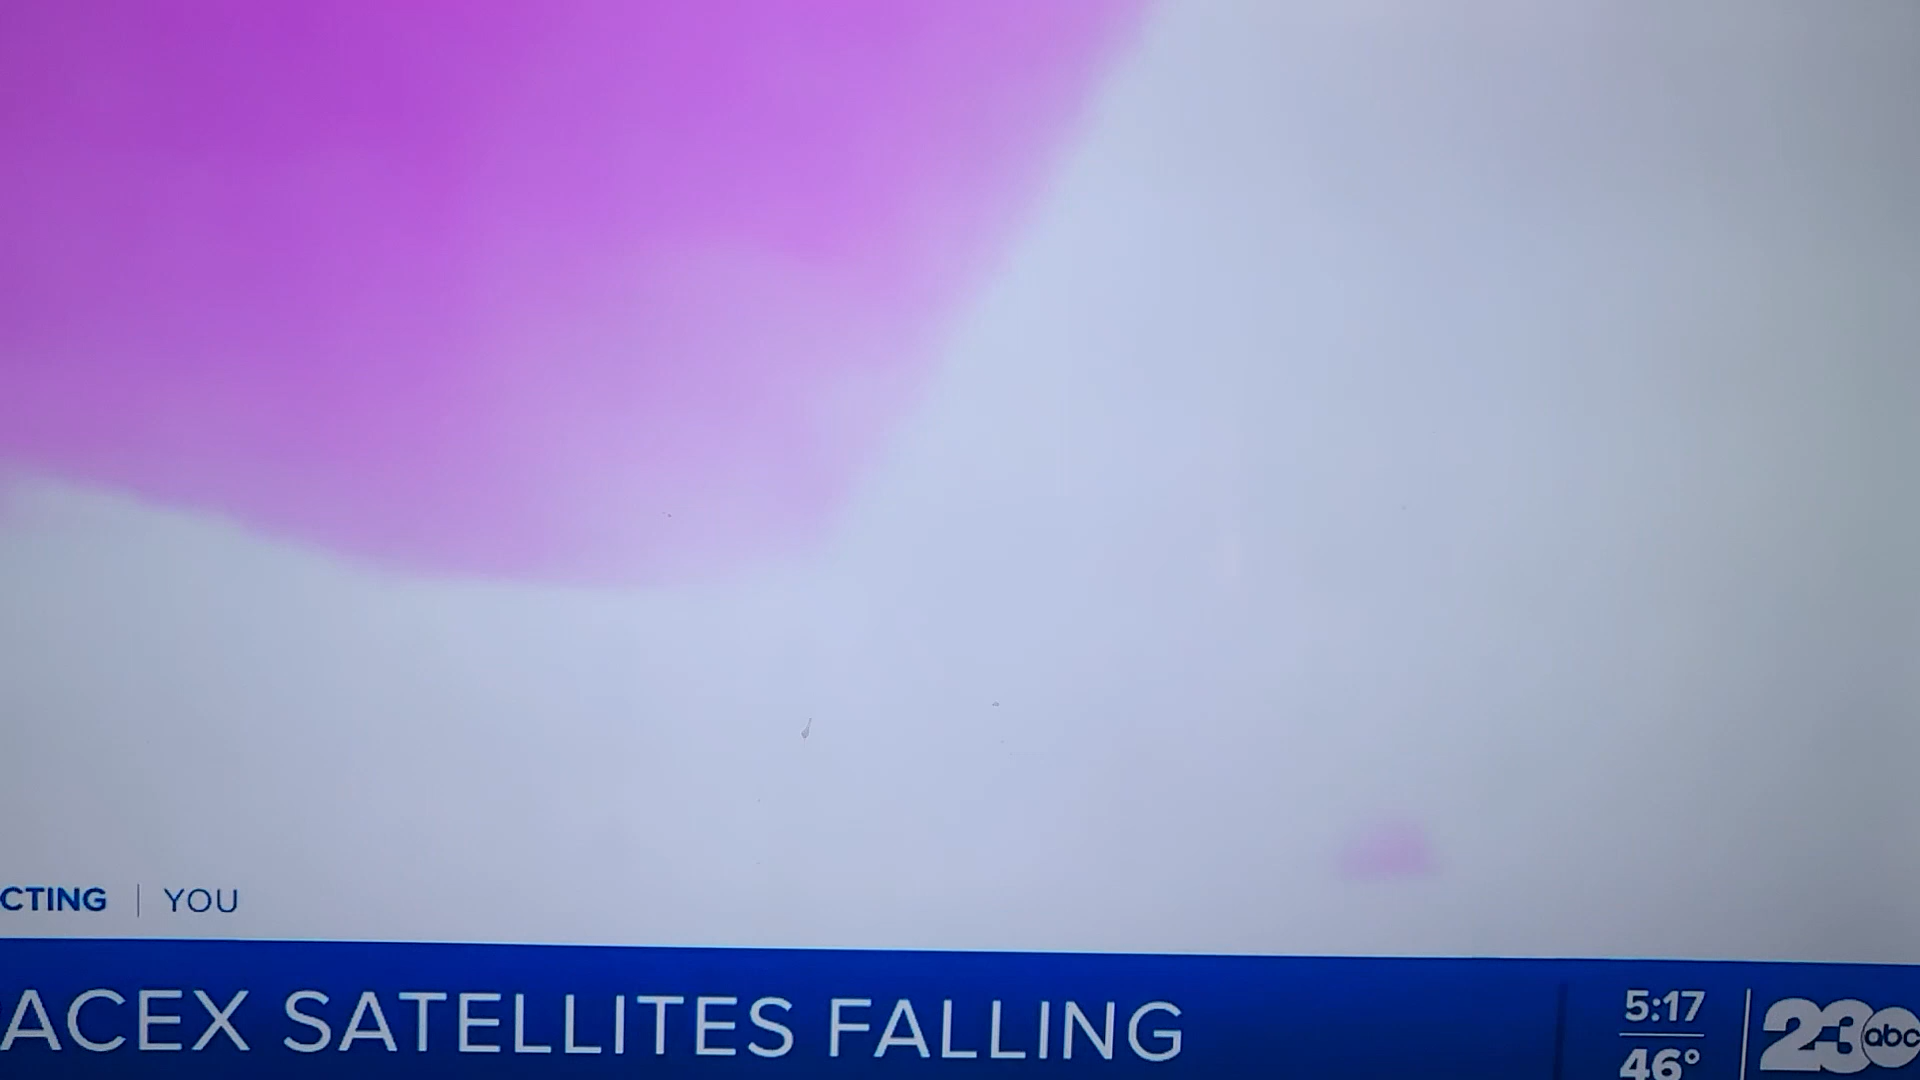 CTING | YOU
ACEX SATELLITES FALLING
5:17
46°
23 abc